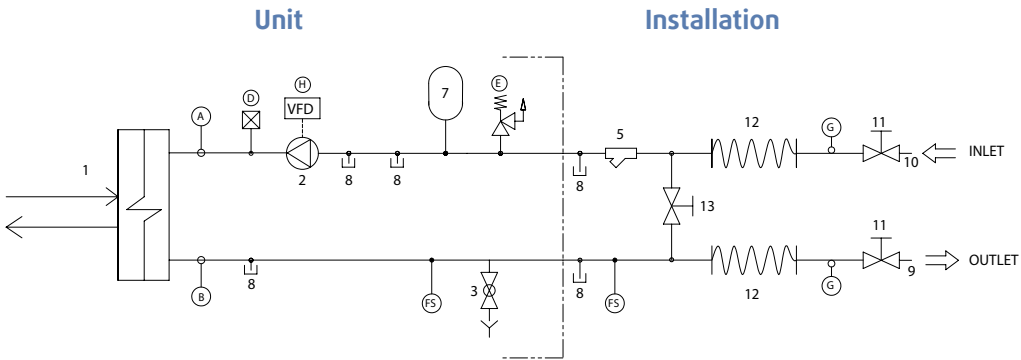 Unit
Installation
E
H
D
VFD
7
A
5
12
G
11
1
2
8
8
8
10
INLET
13
11
B
8
FS
3
8
FS
12
G
9
OUTLET